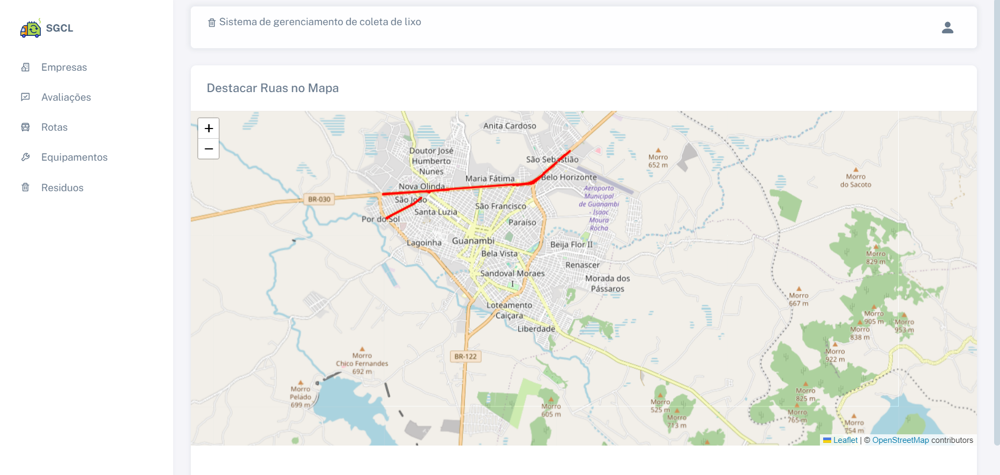 SGCL
Empresas
Avaliações
Rotas
Equipamentos
Residuos
Sistema de gerenciamento de coleta de lixo
Destacar Ruas no Mapa
+
−
Anita Cardoso
Doutor José
Humberto
Nunes
São Sebastião
Maria Fátima
Belo Horizonte
Nova Olinda
BR-030
São João
Santa Luzia
São Francisco
Por do Sol
Paraíso
Aeroporto
Municipal
de Guanambi
- Isaac
Moura
Rocha
Lagoinha
Guanambi
Bela Vista
Beija Flor II
Renascer
Sandoval Moraes
I
Morada dos
Pássaros
Loteamento
Caiçara
Liberdade
BR-122
Morro
652 m
Morro
do Sacoto
Morro
829 m
Morro
667 m
Morro
905 m
Morro
953 m
Morro
838 m
Morro
922 m
Morro
Chico Fernandes
692 m
Morro
Pelado
699 m
Morro
605 m
Morro
525 m
Morro
713 m
Morro
825 m
Morro
765 m
Morro
754 m
Leaflet | © OpenStreetMap contributors